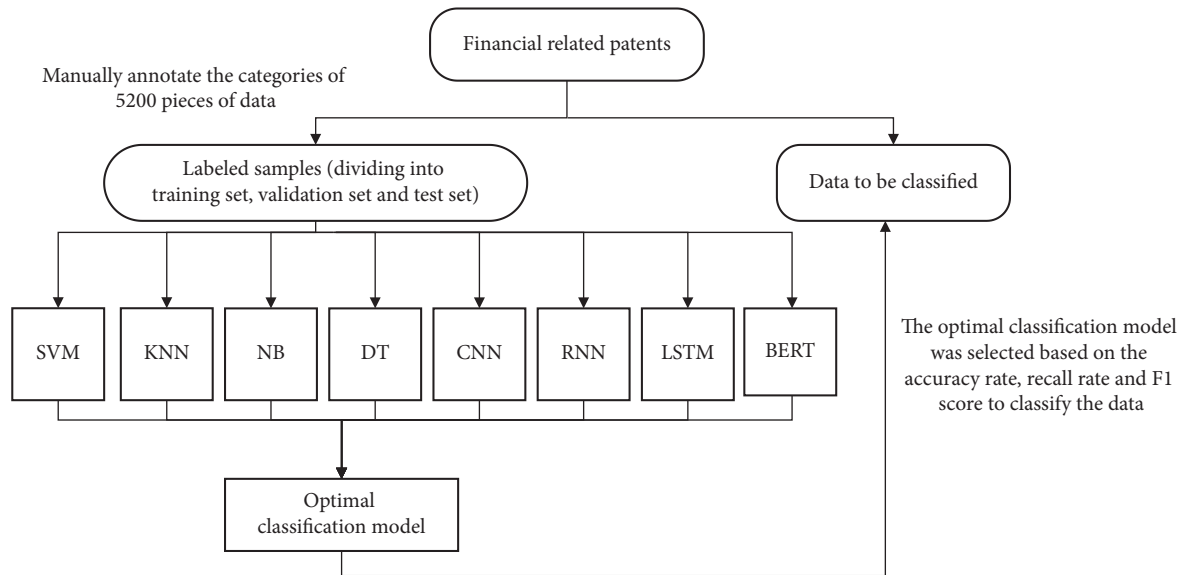 Financial related patents
Manually annotate the categories of
5200 pieces of data
Labeled samples (dividing into
training set, validation set and test set)
Data to be classified
SVM
KNN
NB
DT
CNN
RNN
LSTM
BERT
The optimal classification model
was selected based on the
accuracy rate, recall rate and F1
score to classify the data
Optimal
classification model